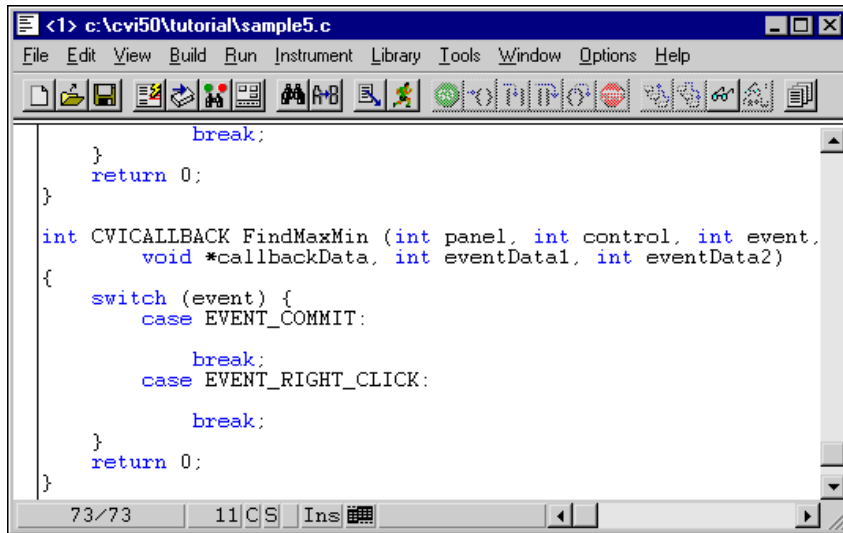 <1> c:\cvi50\tutorial\sample5.c
File Edit View Build Run Instrument Library Tools Window Options Help
break;
}
return 0;
}
int CVICALLBACK FindMaxMin (int panel, int control, int event,
void *callbackData, int eventData1, int eventData2)
{
switch (event) {
case EVENT_COMMIT:
break;
case EVENT_RIGHT_CLICK:
break;
}
return 0;
}
73/73 11 C S Ins